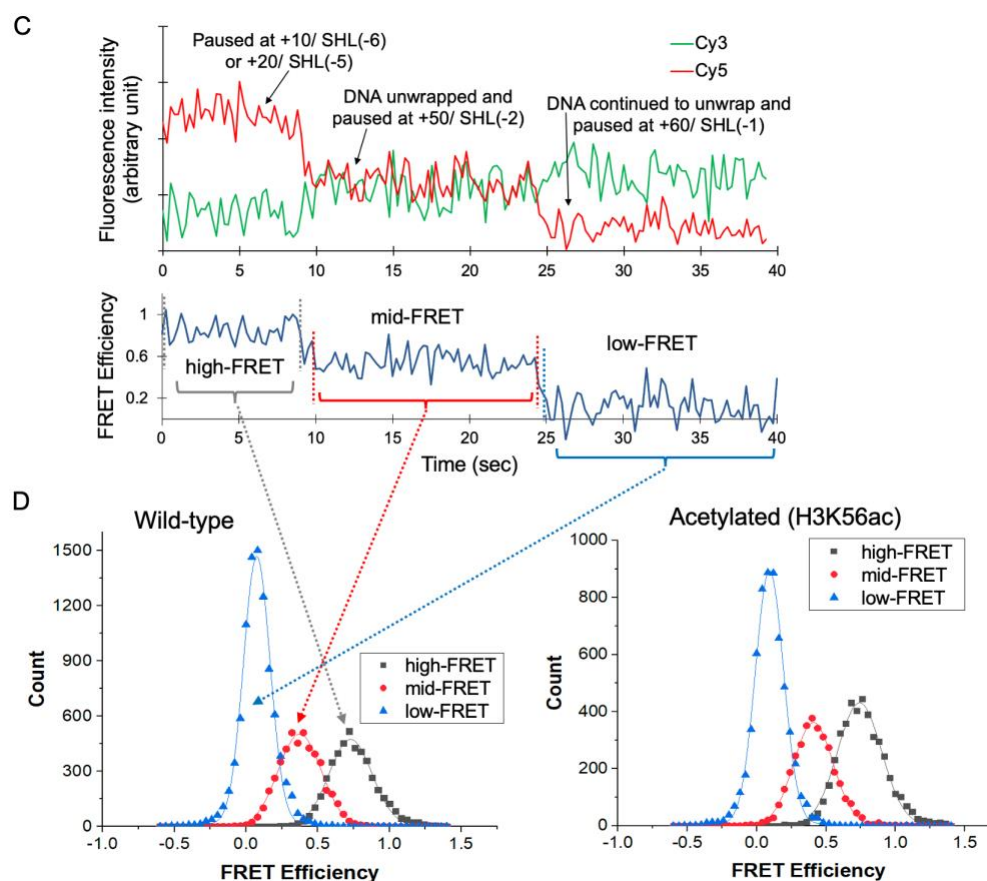 C
Paused at +10/ SHL(-6)
or +20/ SHL(-5)
DNA unwrapped and
paused at +50/ SHL(-2)
DNA continued to unwrap and
paused at +60/ SHL(-1)
Cy3
Cy5
Fluorescence intensity
(arbitrary unit)
0 5 10 15 20 25 30 35 40
FRET Efficiency
1
0.6
0.2
high-FRET
mid-FRET
low-FRET
0 5 10 15 20 25 30 35 40
Time (sec)
D
Wild-type
Count
1500
1200
900
600
300
0
high-FRET
mid-FRET
low-FRET
-1.0 -0.5 0.0 0.5 1.0 1.5
FRET Efficiency
Acetylated (H3K56ac)
Count
1000
800
600
400
200
0
high-FRET
mid-FRET
low-FRET
-1.0 -0.5 0.0 0.5 1.0 1.5
FRET Efficiency